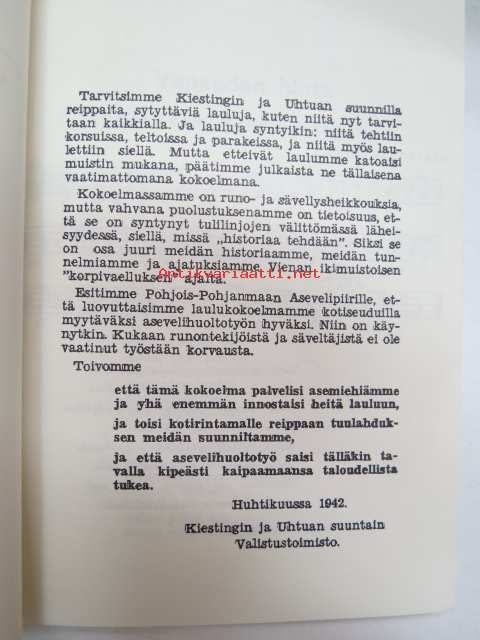 Tarvitsimme Kiestingin ja Uhtuan suunnilla
reippaita, sytyttäviä lauluja, kuten niitä nyt tarvi-
taan kaikkialla. Ja lauluja syntyikin: niitä tehtiin
korsuissa, teltoissa ja parakeissa, ja niitä myös lau-
lettiin siellä. Mutta etteivät laulumme katoaisi
muistin mukana, päätimme julkaista ne tällaisena
vaatimattomana kokoelmana.
Kokoelmassamme on runo- ja sävellysheikkouksia,
mutta vahvana puolustuksenamme on tietoisuus, et-
tä se on syntynyt tulilinjojen välittömässä lähei-
syydessä, siellä, missä „historiaa tehdään”. Siksi se
on osa juuri meidän historiaamme, meidän tun-
nelmiamme ja ajatuksiamme Vienan ikimuistoisen
"korpivaelluksen" ajalta.
Antikvariaatti.net
Esitimme Pohjois-Pohjanmaan Asevelipiirille, et-
tä luovuttaisimme laulukokoelmamme kotiseuduilla
myytäväksi asevelihuoltotyön hyväksi. Niin on käy-
nytkin. Kukaan runontekijöistä ja säveltäjistä ei ole
vaatinut työstään korvausta.
Toivomme
että tämä kokoelma palvelisi asemiehiämme
ja yhä enemmän innostaisi heitä lauluun,
ja toisi kotirintamalle reippaan tuulahduk-
sen meidän suunniltamme,
ja että asevelihuoltotyö saisi tälläkin ta-
valla kipeästi kaipaamaansa taloudellista
tukea.
Huhtikuussa 1942.
Kiestingin ja Uhtuan suuntain
Valistustoimisto.